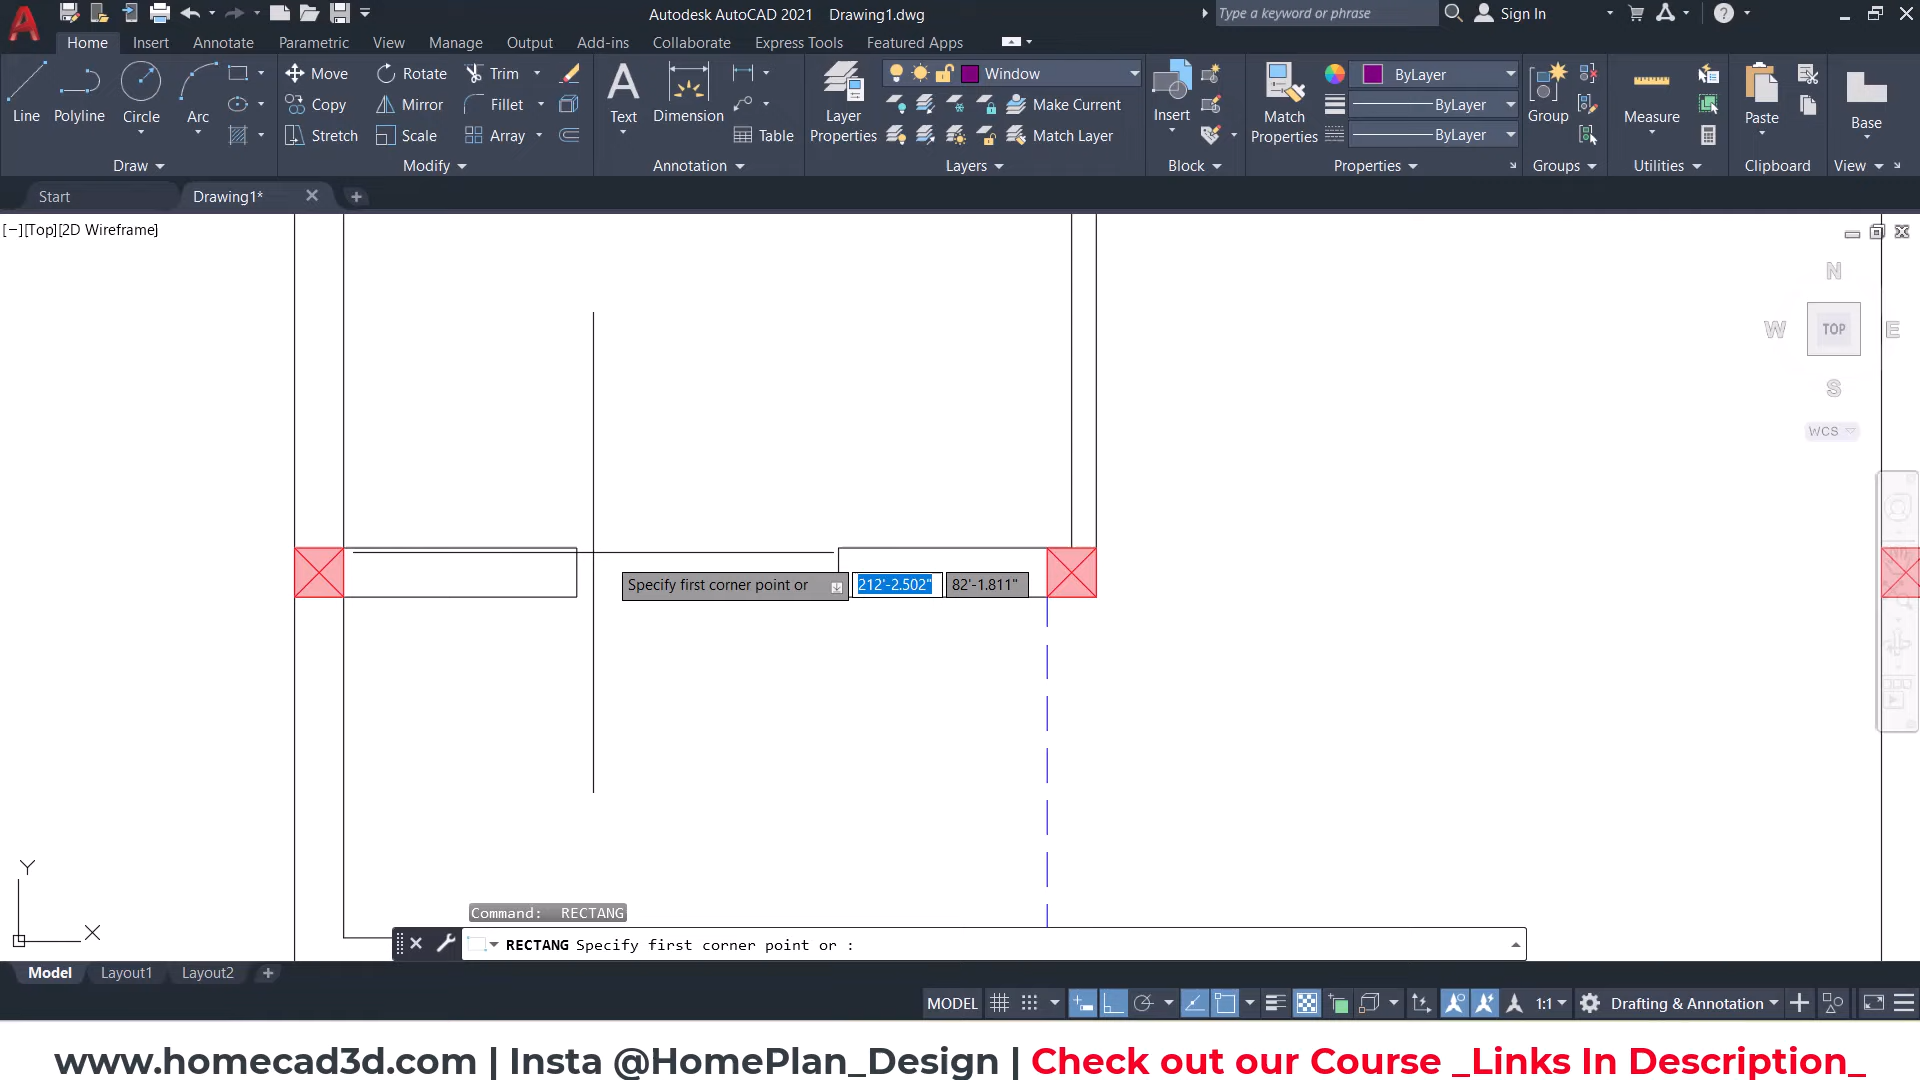 Autodesk AutoCAD 2021 Drawing1.dwg
Type a keyword or phrase
Sign In
Home Insert Annotate Parametric View Manage Output Add-ins Collaborate Express Tools Featured Apps
Line Polyline Circle Arc
Move Rotate Trim
Copy Mirror Fillet
Stretch Scale Array
Text Dimension Table
Layer Properties
Window
Make Current
Match Layer
Insert
Match Properties
ByLayer
ByLayer
ByLayer
Group
Measure
Paste
Base
Draw Modify Annotation Layers Block Properties Groups Utilities Clipboard View
Start Drawing1*
[−][Top][2D Wireframe]
N
W TOP E
S
WCS
Specify first corner point or 212'-2.502" 82'-1.811"
Y
X
Command: RECTANG
RECTANG Specify first corner point or :
Model Layout1 Layout2
MODEL 1:1 Drafting & Annotation
www.homecad3d.com | Insta @HomePlan_Design | Check out our Course _Links In Description_